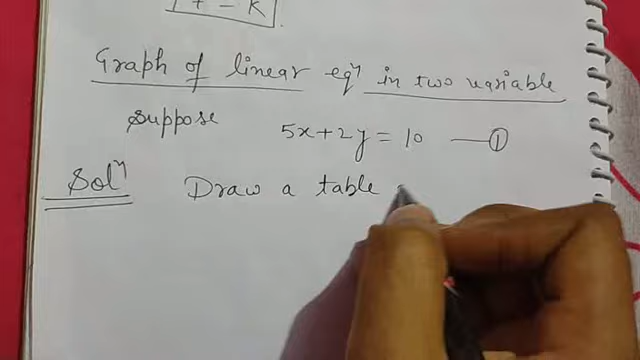 Graph of linear eqⁿ in two variable
Suppose 5x+2y = 10 —①
Solⁿ Draw a table